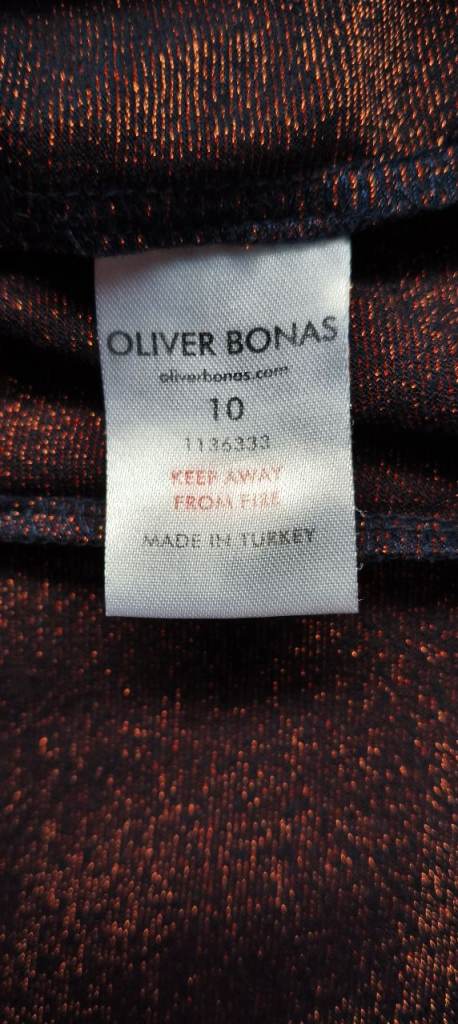 OLIVER BONAS
oliverbonas.com
10
1136333
KEEP AWAY
FROM FIRE
MADE IN TURKEY